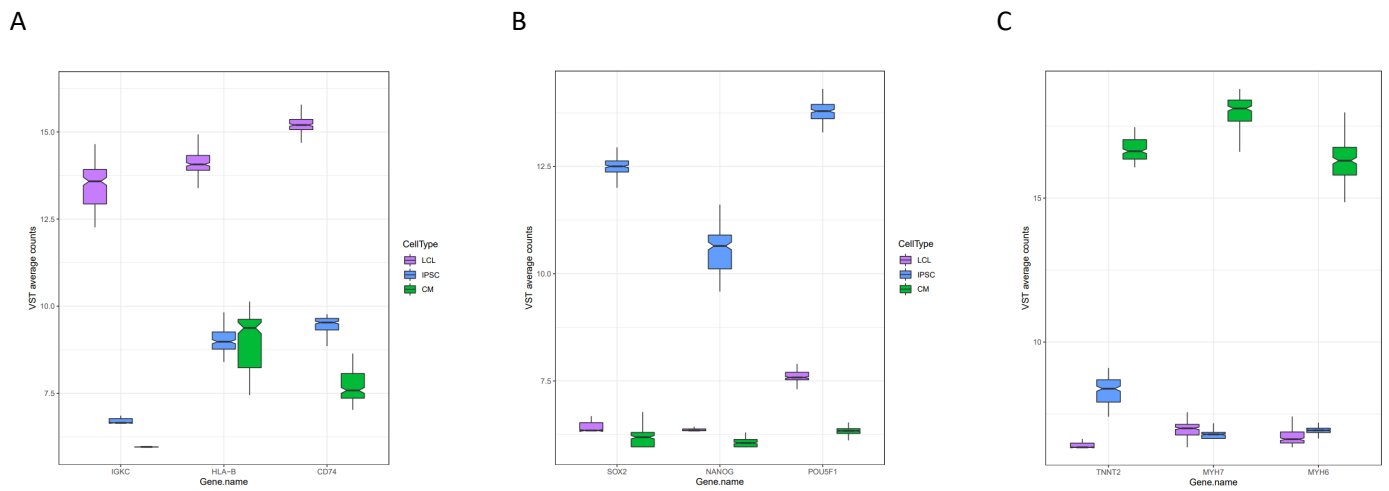 A
B
C
VST average counts
15.0
12.5
10.0
7.5
IGKC
HLA−B
CD74
Gene.name
CellType
LCL
IPSC
CM
VST average counts
12.5
10.0
7.5
SOX2
NANOG
POU5F1
Gene.name
CellType
LCL
IPSC
CM
VST average counts
15
10
TNNT2
MYH7
MYH6
Gene.name